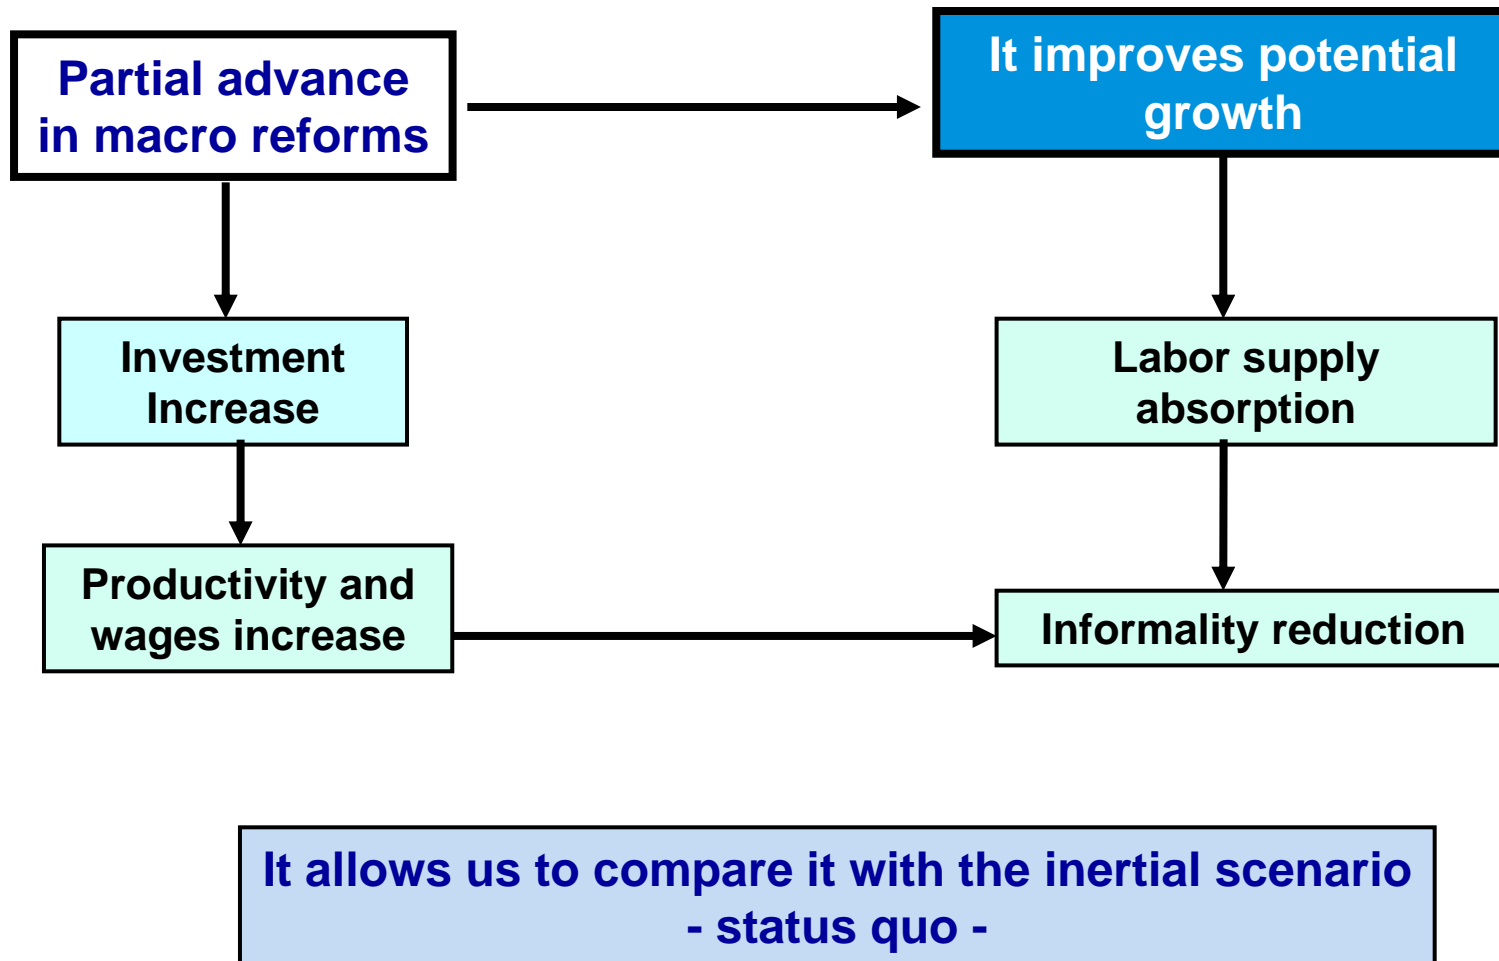 Partial advance
in macro reforms
It improves potential
growth
Investment
Increase
Labor supply
absorption
Productivity and
wages increase
Informality reduction
It allows us to compare it with the inertial scenario
- status quo -